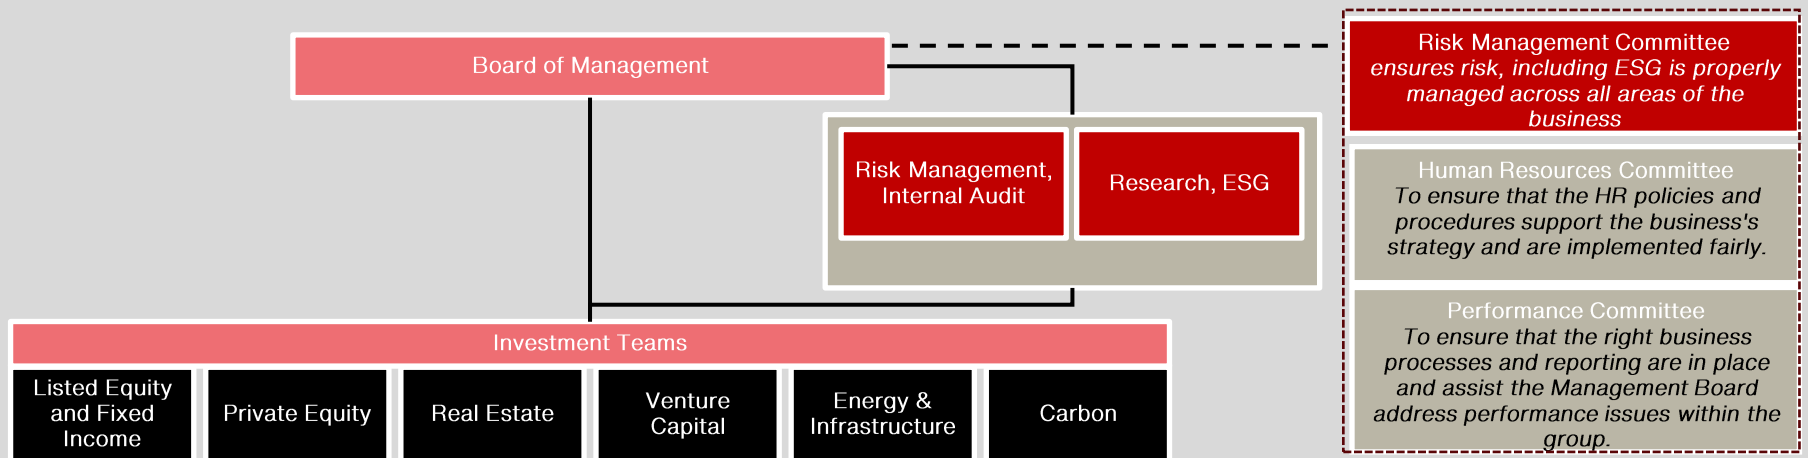 Board of Management
Risk Management,
Internal Audit
Research, ESG
Risk Management Committee
ensures risk, including ESG is properly
managed across all areas of the
business
Human Resources Committee
To ensure that the HR policies and
procedures support the business's
strategy and are implemented fairly.
Performance Committee
To ensure that the right business
processes and reporting are in place
and assist the Management Board
address performance issues within the
group.
Investment Teams
Listed Equity
and Fixed
Income
Private Equity
Real Estate
Venture
Capital
Energy &
Infrastructure
Carbon